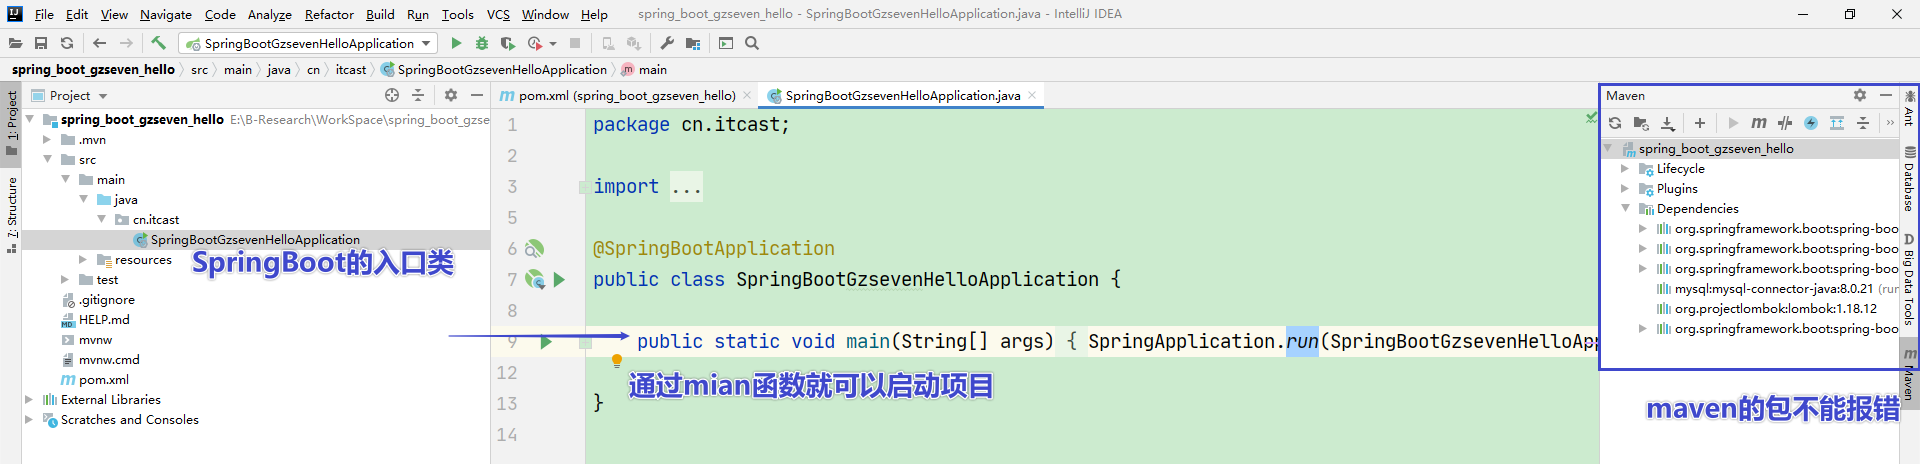 File Edit View Navigate Code Analyze Refactor Build Run Tools VCS Window Help spring_boot_gzseven_hello - SpringBootGzsevenHelloApplication.java - IntelliJ IDEA
SpringBootGzsevenHelloApplication
spring_boot_gzseven_hello src main java cn itcast SpringBootGzsevenHelloApplication main
1: Project
7: Structure
Project
spring_boot_gzseven_hello E:\B-Research\WorkSpace\spring_boot_gzse
.mvn
src
main
java
cn.itcast
SpringBootGzsevenHelloApplication
resources
SpringBoot的入口类
test
.gitignore
HELP.md
mvnw
mvnw.cmd
pom.xml
External Libraries
Scratches and Consoles
pom.xml (spring_boot_gzseven_hello) SpringBootGzsevenHelloApplication.java
1 package cn.itcast;
2
3 import ...
5
6 @SpringBootApplication
7 public class SpringBootGzsevenHelloApplication {
8
9 public static void main(String[] args) { SpringApplication.run(SpringBootGzsevenHelloAp
12
通过mian函数就可以启动项目
13 }
14
Maven
spring_boot_gzseven_hello
Lifecycle
Plugins
Dependencies
org.springframework.boot:spring-boo
org.springframework.boot:spring-boo
org.springframework.boot:spring-boo
mysql:mysql-connector-java:8.0.21 (run
org.projectlombok:lombok:1.18.12
org.springframework.boot:spring-boo
maven的包不能报错
Ant
Database
Big Data Tools
Maven